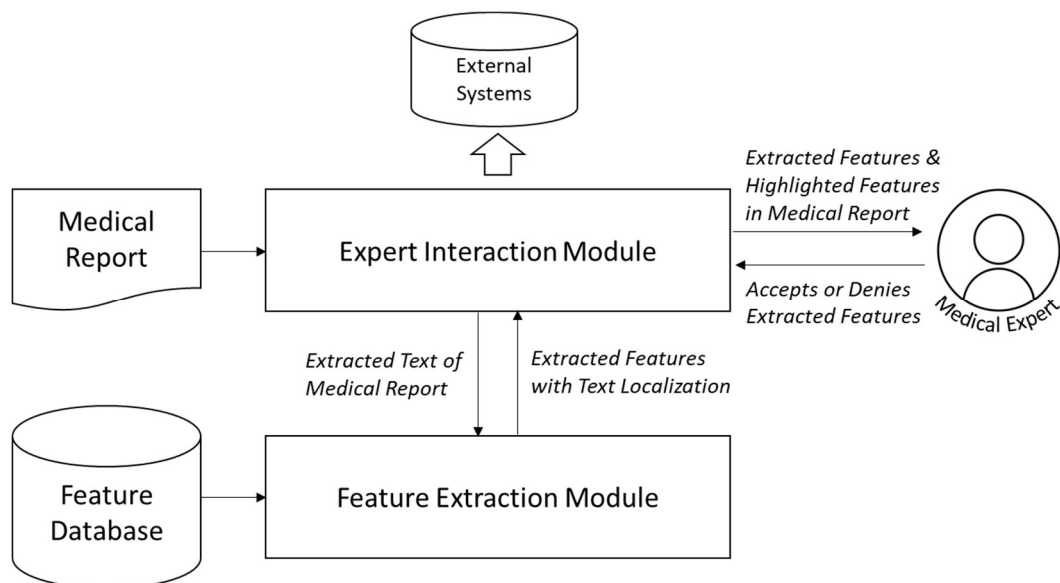 External
Systems
Medical
Report
Expert Interaction Module
Extracted Features &
Highlighted Features
in Medical Report
Accepts or Denies
Extracted Features
Medical Expert
Extracted Text of
Medical Report
Extracted Features
with Text Localization
Feature
Database
Feature Extraction Module